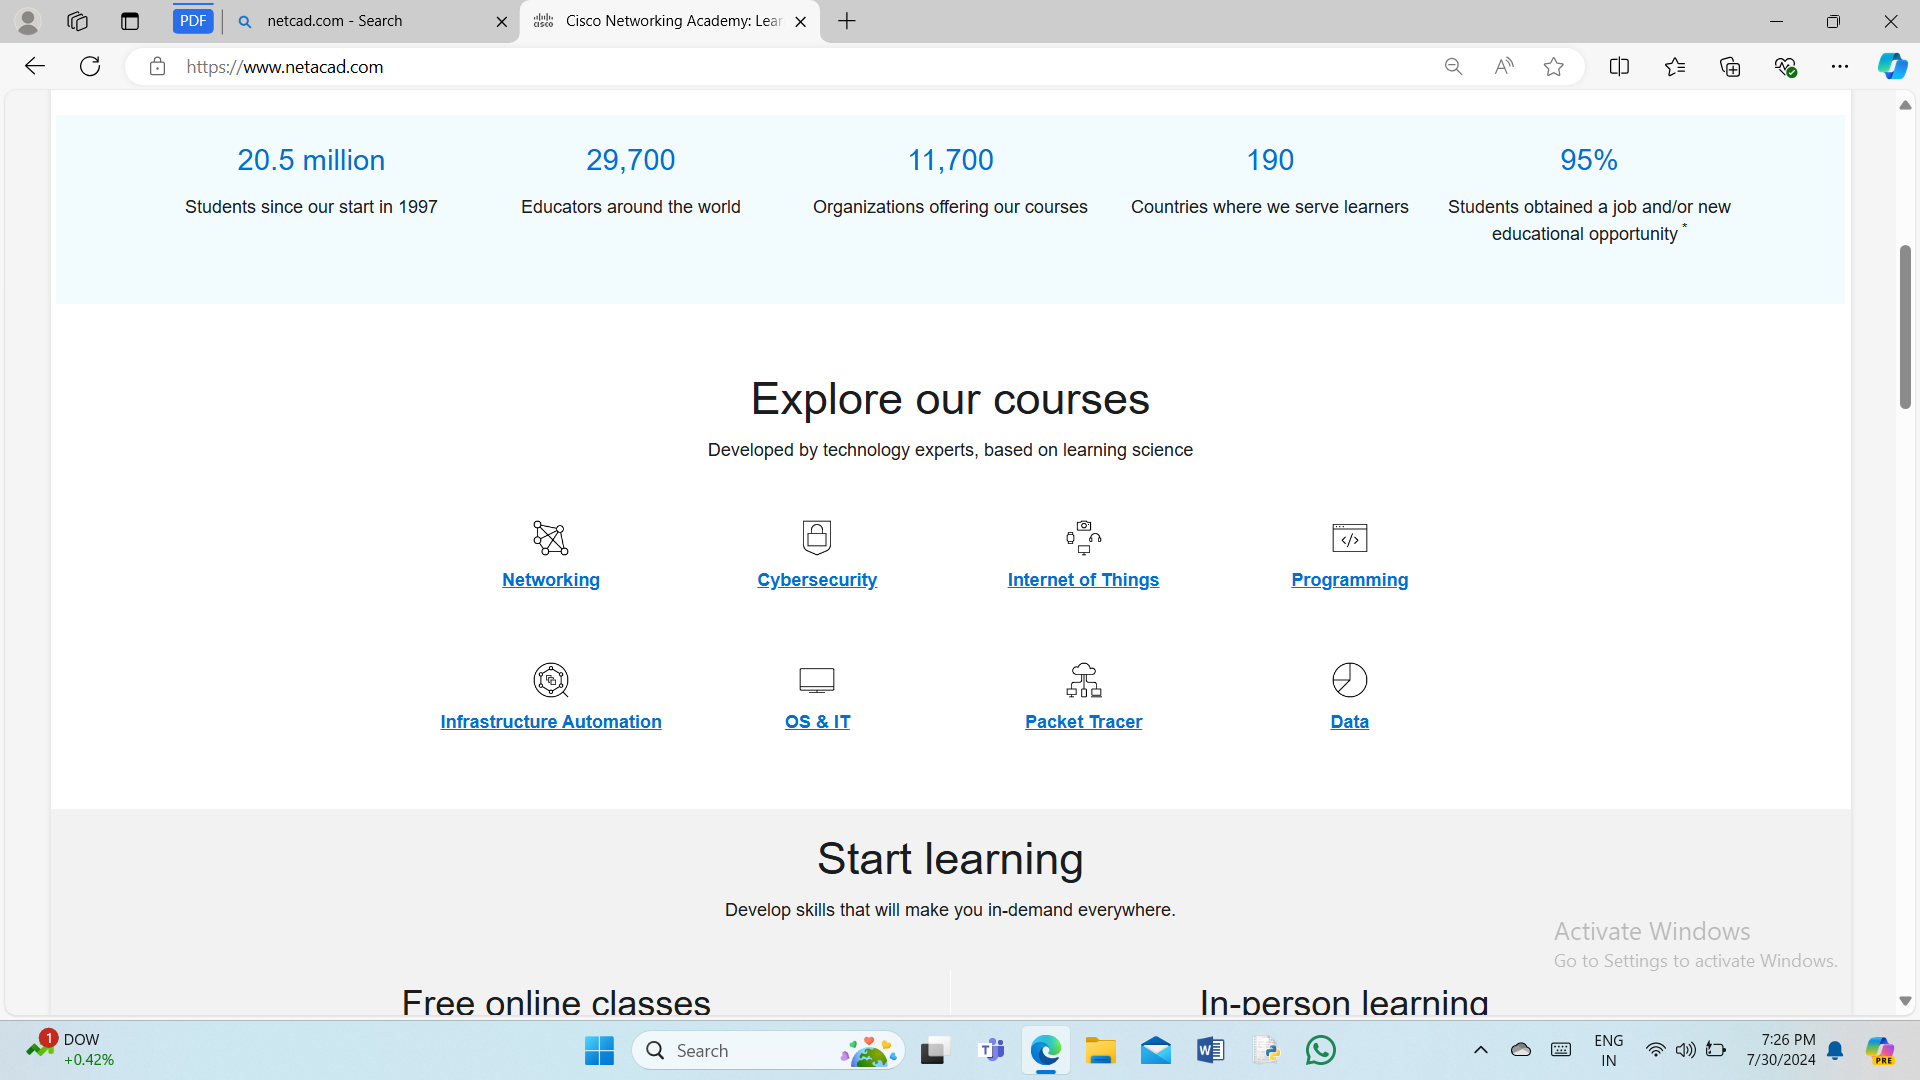 PDF
netcad.com - Search
cisco
Cisco Networking Academy: Lear
https://www.netacad.com
20.5 million
29,700
11,700
190
95%
Students since our start in 1997
Educators around the world
Organizations offering our courses
Countries where we serve learners
Students obtained a job and/or new
educational opportunity *
Explore our courses
Developed by technology experts, based on learning science
Networking
Cybersecurity
Internet of Things
Programming
Infrastructure Automation
OS & IT
Packet Tracer
Data
Start learning
Develop skills that will make you in-demand everywhere.
Free online classes
In-person learning
Activate Windows
Go to Settings to activate Windows.
1
DOW
+0.42%
Search
ENG
IN
7:26 PM
7/30/2024
PRE